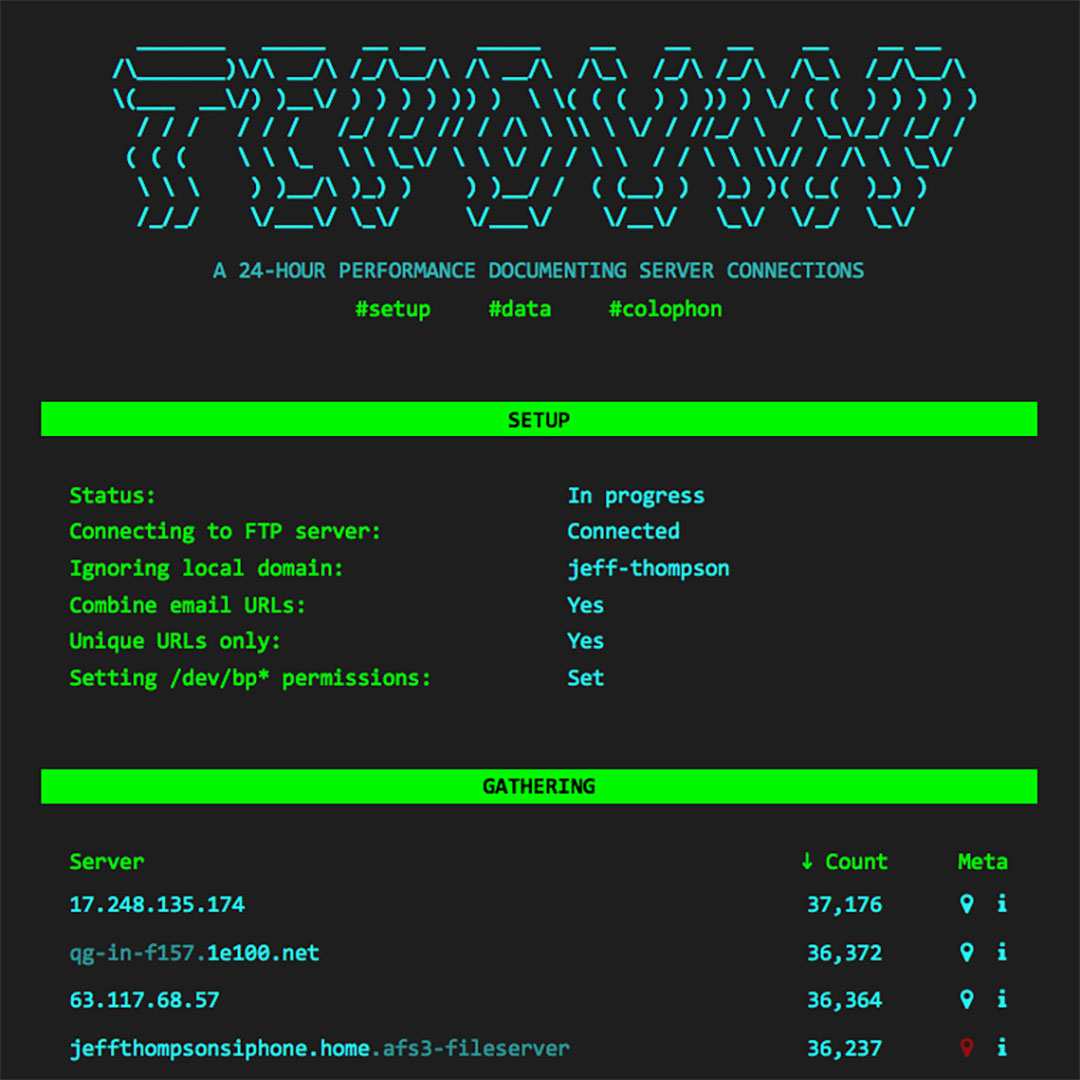 A 24-HOUR PERFORMANCE DOCUMENTING SERVER CONNECTIONS
#setup #data #colophon
SETUP
Status: In progress
Connecting to FTP server: Connected
Ignoring local domain: jeff-thompson
Combine email URLs: Yes
Unique URLs only: Yes
Setting /dev/bp* permissions: Set
GATHERING
Server ↓ Count Meta
17.248.135.174 37,176
qg-in-f157.1e100.net 36,372
63.117.68.57 36,364
jeffthompsonsiphone.home.afs3-fileserver 36,237